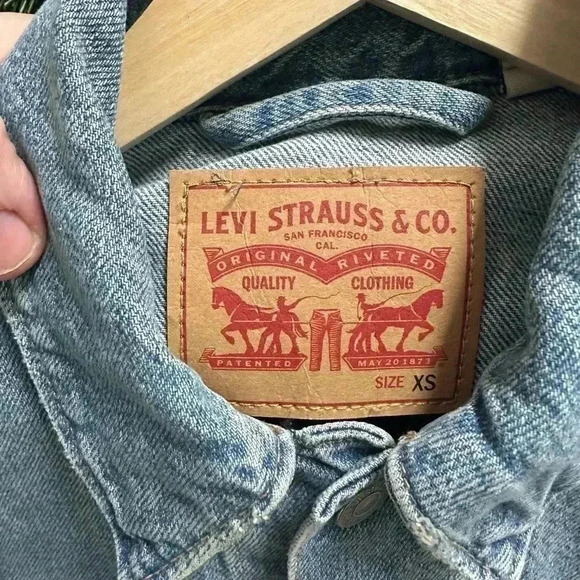 LEVI STRAUSS & CO.
SAN FRANCISCO
CAL.
ORIGINAL RIVETED
QUALITY CLOTHING
PATENTED MAY 20 1873
SIZE XS